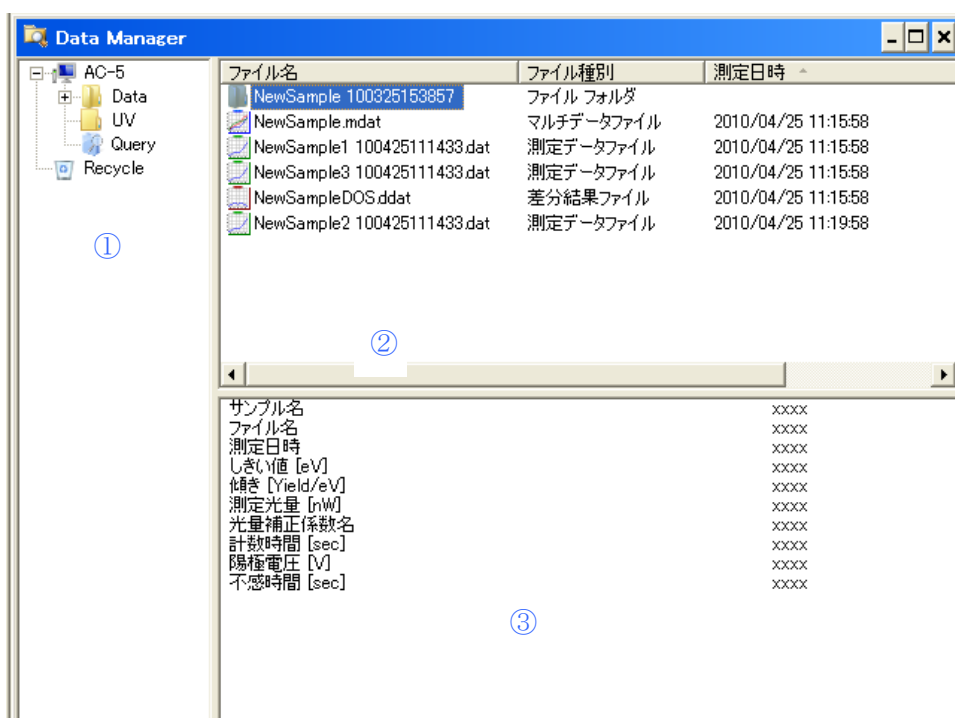 Data Manager
AC-5
Data
UV
Query
Recycle
①
ファイル名 ファイル種別 測定日時
NewSample 100325153857 ファイル フォルダ
NewSample.mdat マルチデータファイル 2010/04/25 11:15:58
NewSample1 100425111433.dat 測定データファイル 2010/04/25 11:15:58
NewSample3 100425111433.dat 測定データファイル 2010/04/25 11:15:58
NewSampleDOS.ddat 差分結果ファイル 2010/04/25 11:15:58
NewSample2 100425111433.dat 測定データファイル 2010/04/25 11:19:58
②
サンプル名 xxxx
ファイル名 xxxx
測定日時 xxxx
しきい値 [eV] xxxx
傾き [Yield/eV] xxxx
測定光量 [nW] xxxx
光量補正係数名 xxxx
計数時間 [sec] xxxx
陽極電圧 [V] xxxx
不感時間 [sec] xxxx
③